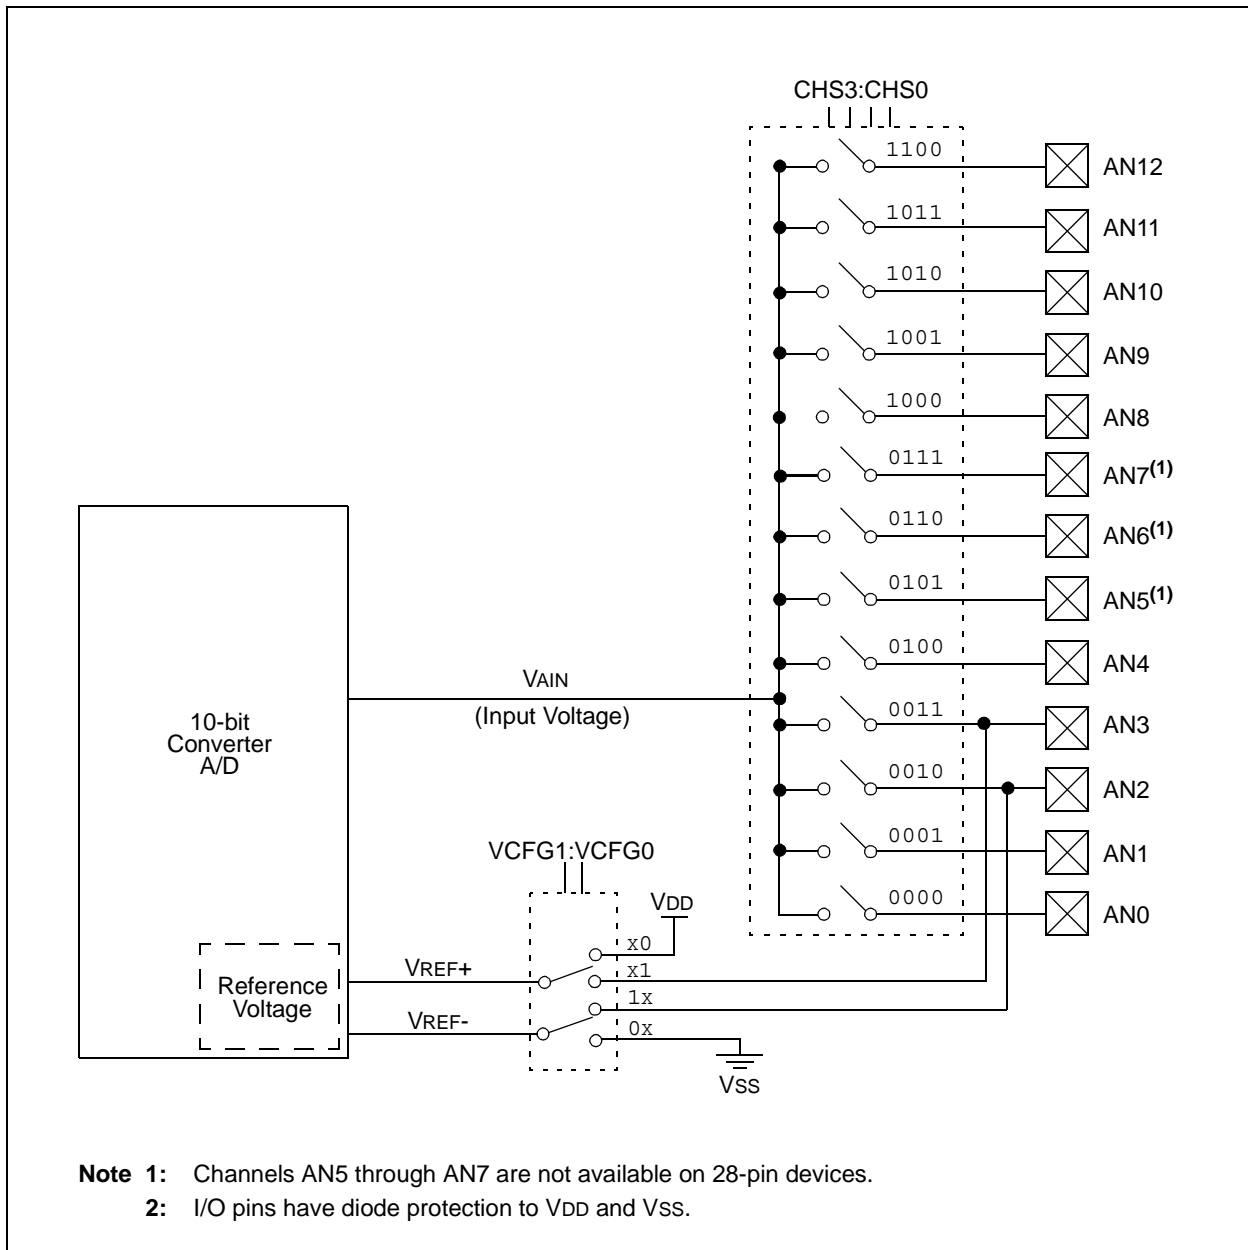 CHS3:CHS0
1100 AN12
1011 AN11
1010 AN10
1001 AN9
1000 AN8
0111 AN7(1)
0110 AN6(1)
0101 AN5(1)
0100 AN4
VAIN
(Input Voltage)
0011 AN3
10-bit
Converter
A/D
0010 AN2
0001 AN1
VCFG1:VCFG0
0000 AN0
VDD
x0
VREF+ x1
Reference
Voltage
1x
VREF- 0x
VSS
Note 1: Channels AN5 through AN7 are not available on 28-pin devices.
2: I/O pins have diode protection to VDD and VSS.